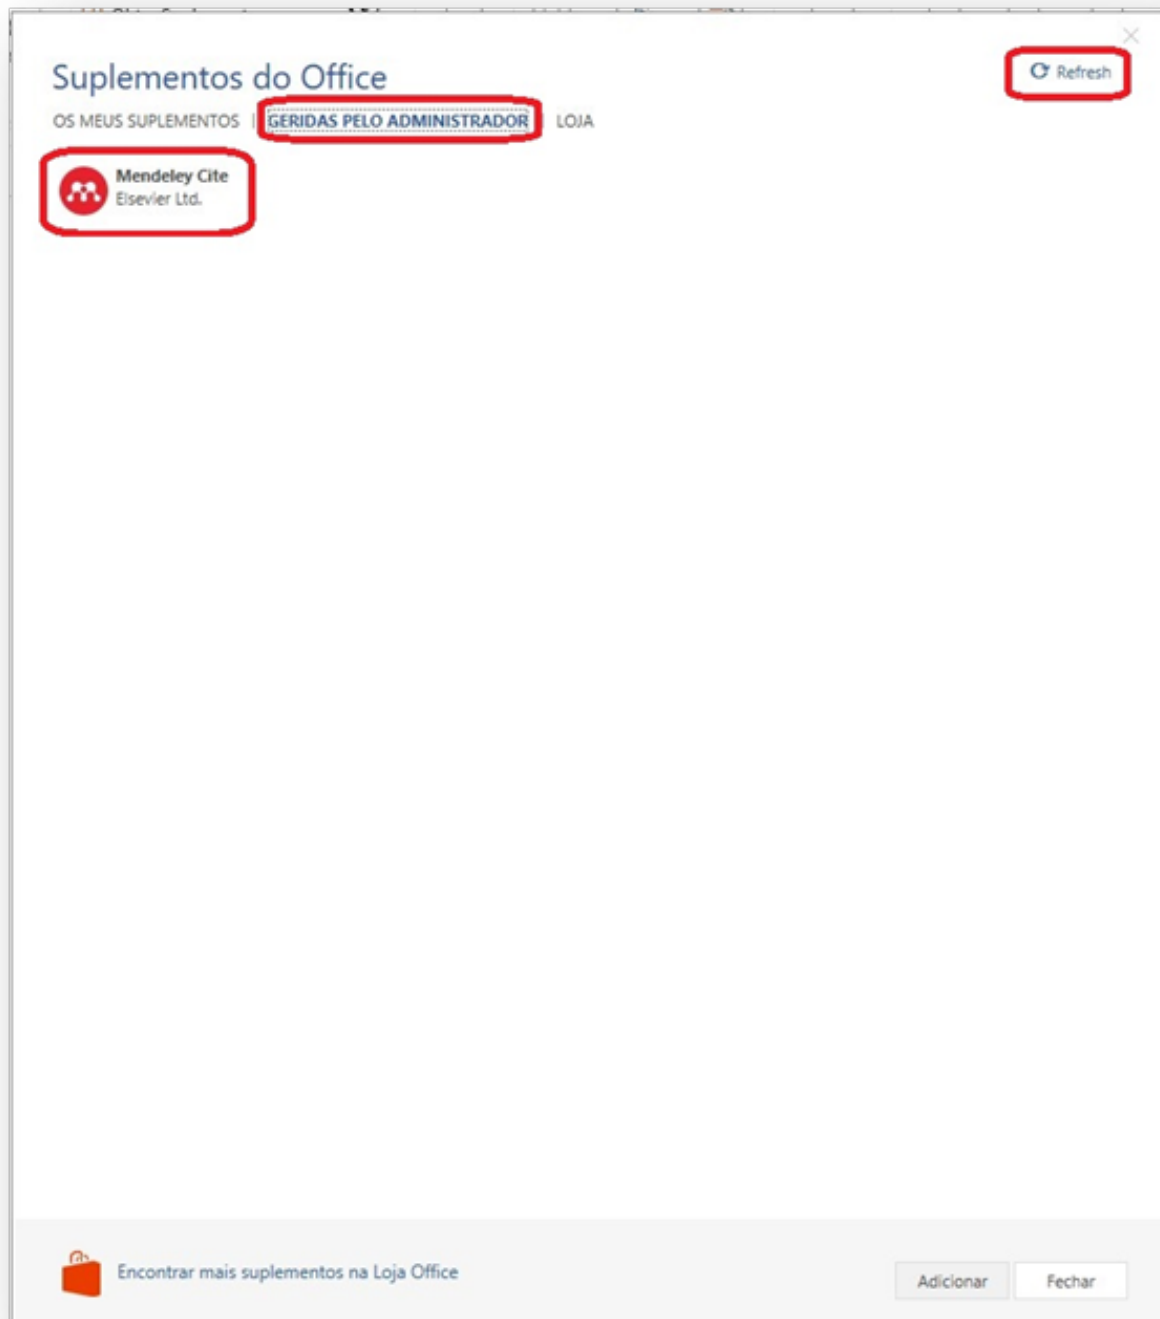 Suplementos do Office
Refresh
OS MEUS SUPLEMENTOS | GERIDAS PELO ADMINISTRADOR | LOJA
Mendeley Cite
Elsevier Ltd.
Encontrar mais suplementos na Loja Office
Adicionar
Fechar